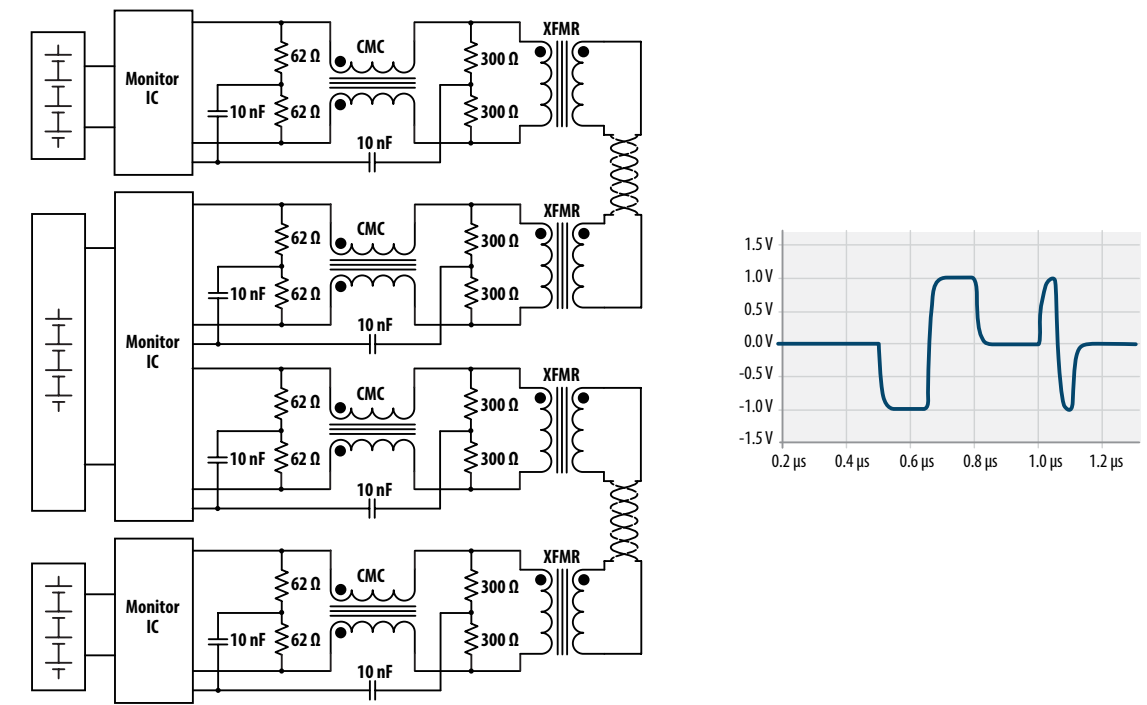 XFMR
CMC
62 Ω
300 Ω
Monitor
IC
10 nF
62 Ω
300 Ω
10 nF
XFMR
CMC
62 Ω
300 Ω
10 nF
62 Ω
300 Ω
10 nF
Monitor
IC
XFMR
CMC
62 Ω
300 Ω
10 nF
62 Ω
300 Ω
10 nF
XFMR
CMC
62 Ω
300 Ω
Monitor
IC
10 nF
62 Ω
300 Ω
10 nF
1.5 V
1.0 V
0.5 V
0.0 V
-0.5 V
-1.0 V
-1.5 V
0.2 µs 0.4 µs 0.6 µs 0.8 µs 1.0 µs 1.2 µs